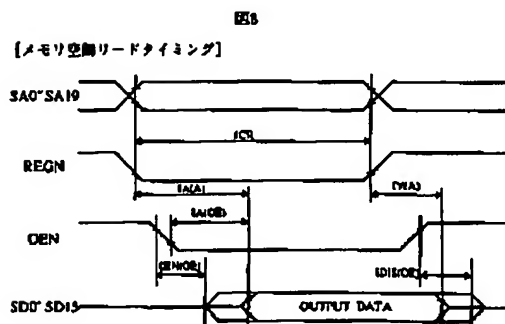 図8
[メモリ空間リードタイミング]
SA0~SA19
tCR
REGN
tA(A)
tV(A)
tA(OE)
OEN
tEN(OE)
tDIS(OE)
SD0~SD15
OUTPUT DATA